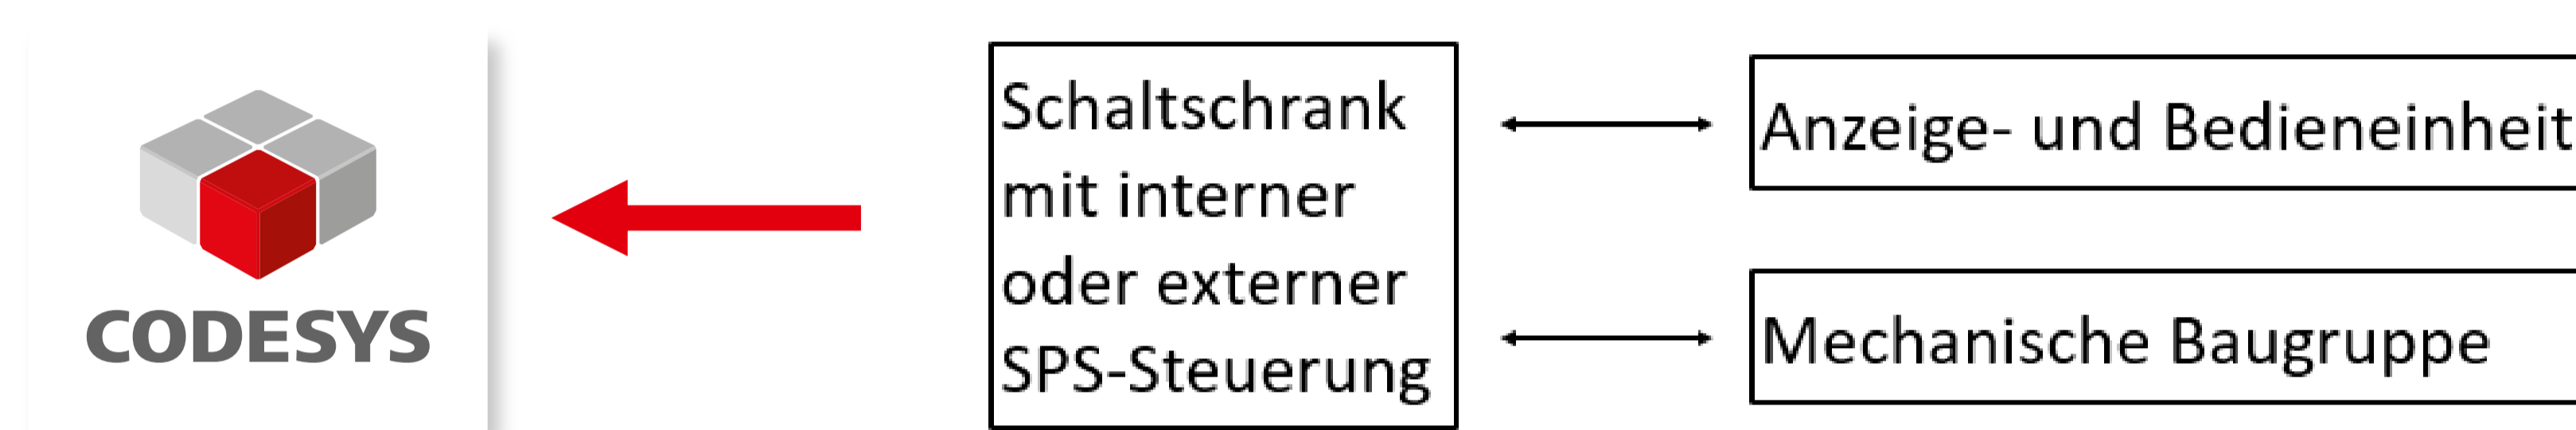 CODESYS
Schaltschrank
mit interner
oder externer
SPS-Steuerung
Anzeige- und Bedieneinheit
Mechanische Baugruppe